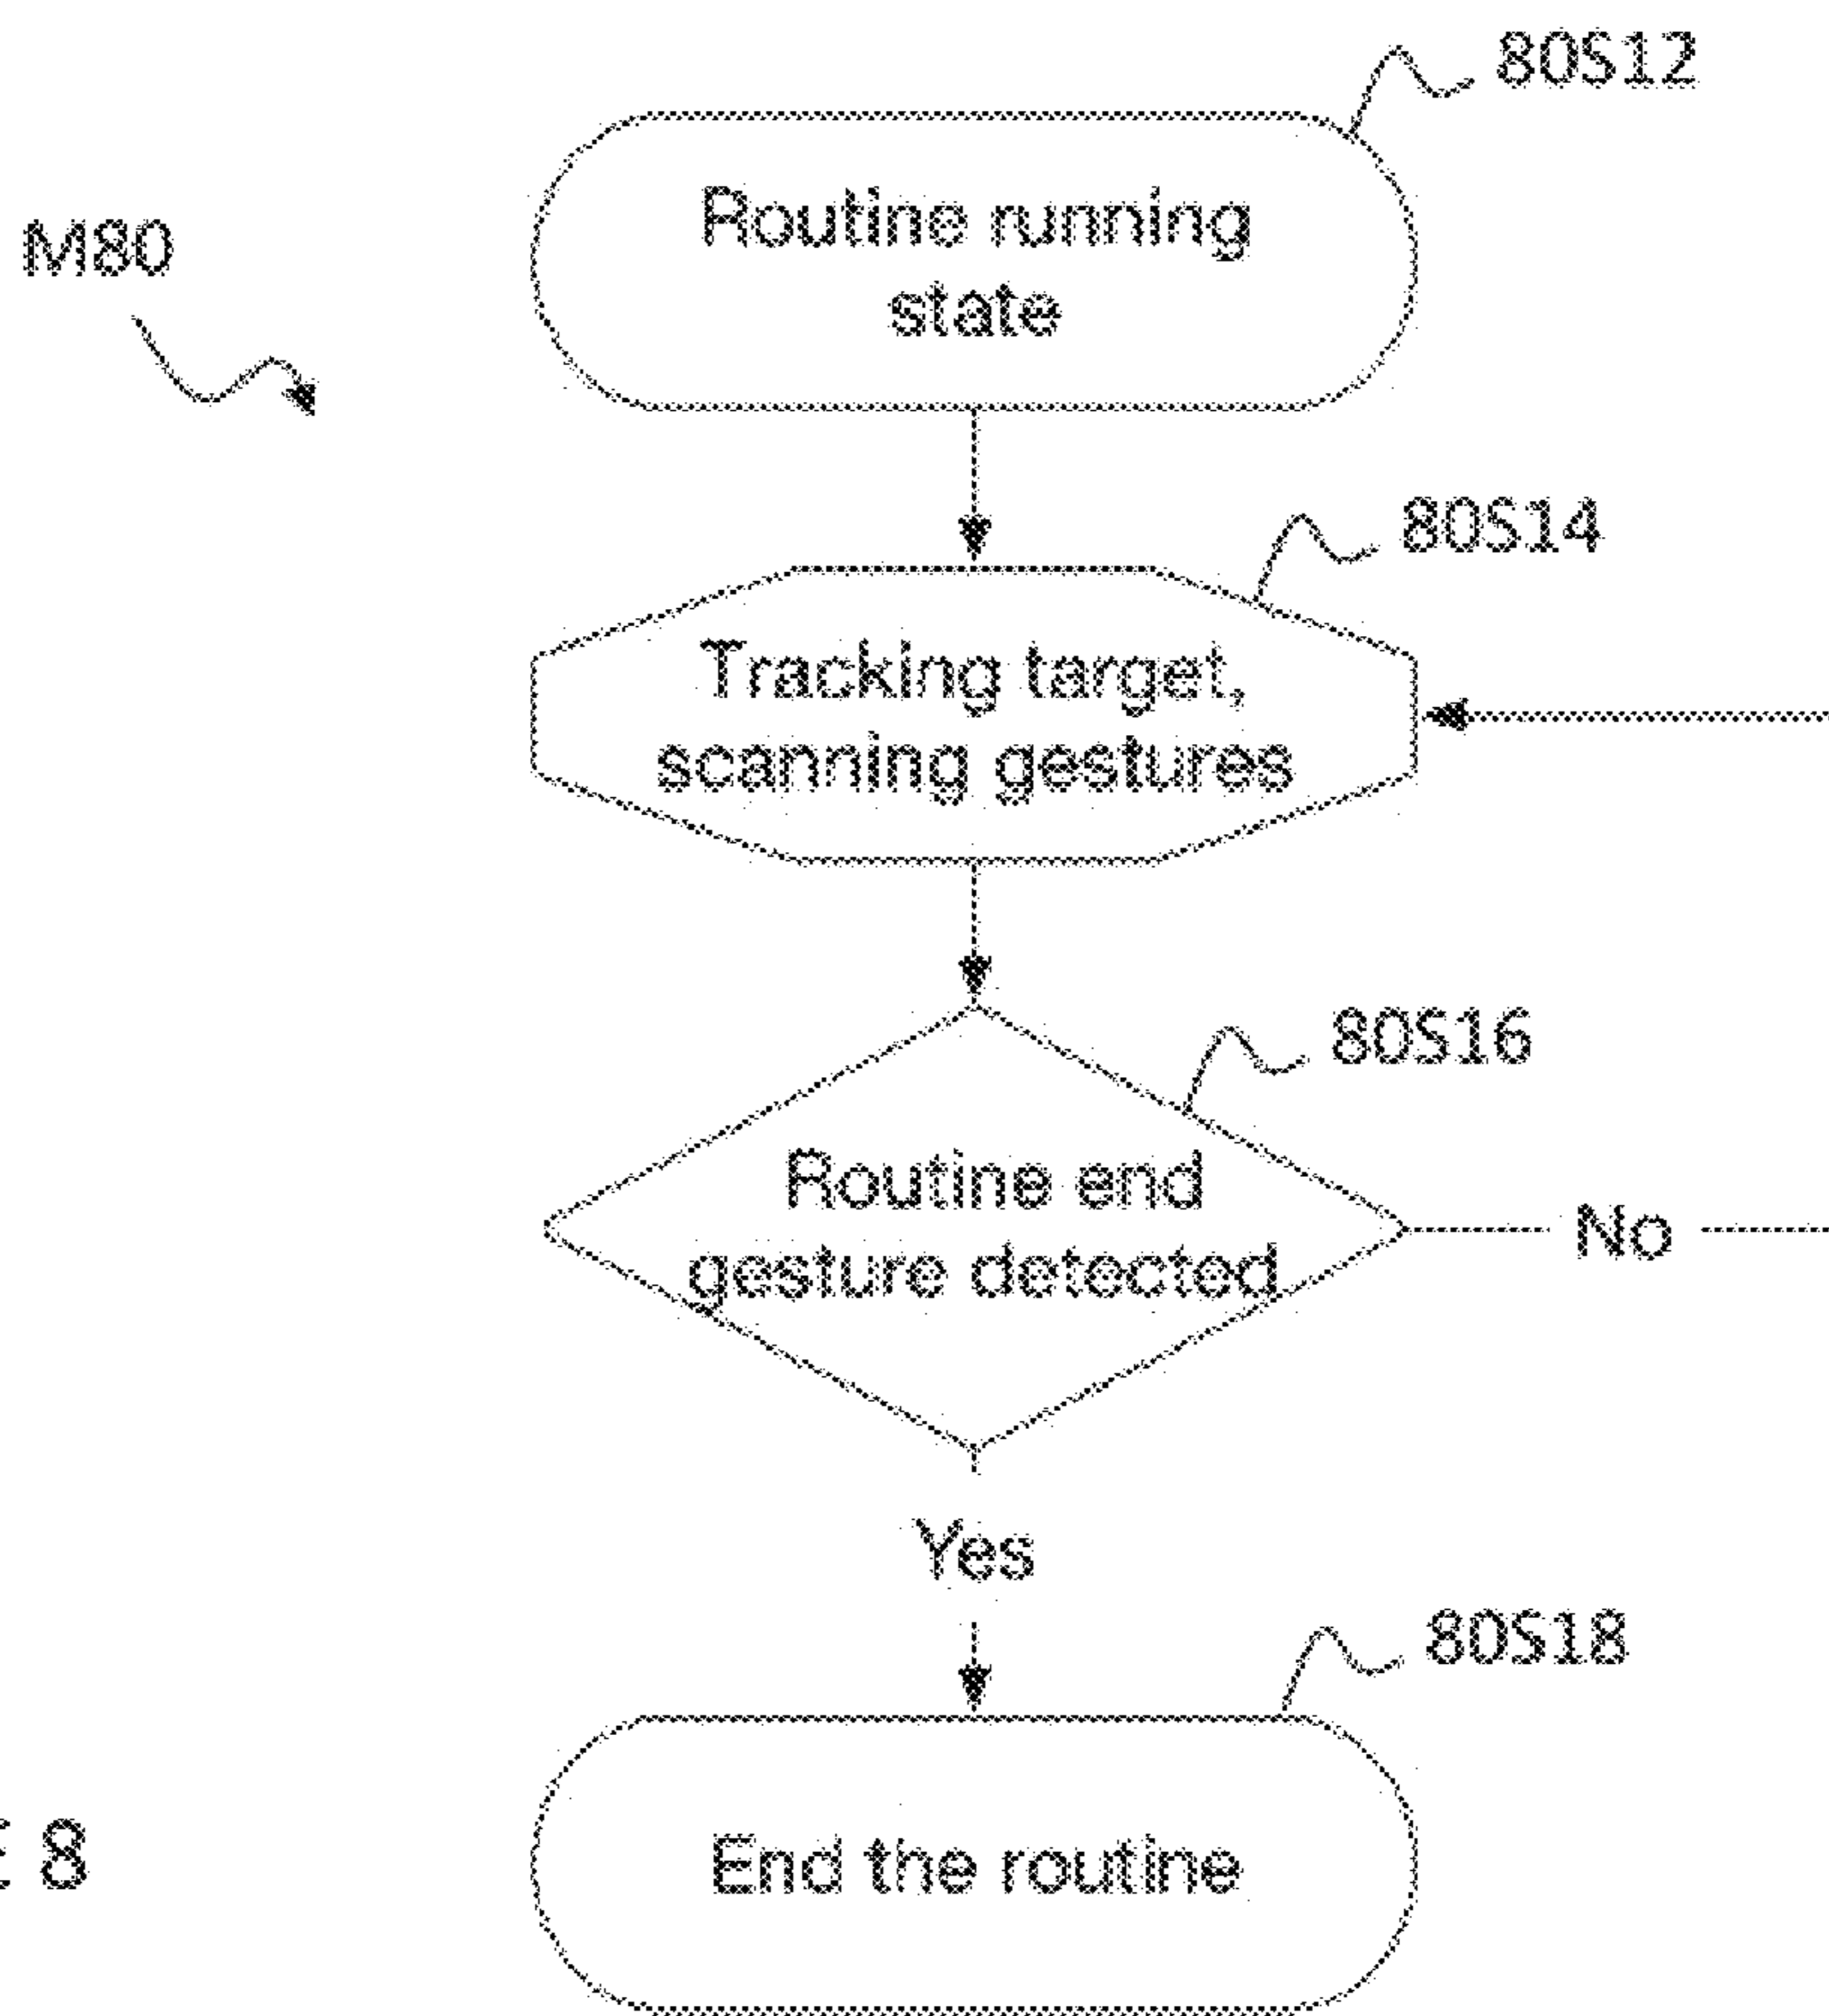 80S12
Routine running
state
M80
80S14
Tracking target,
scanning gestures
80S16
Routine end
gesture detected
No
Yes
80S18
End the routine
8